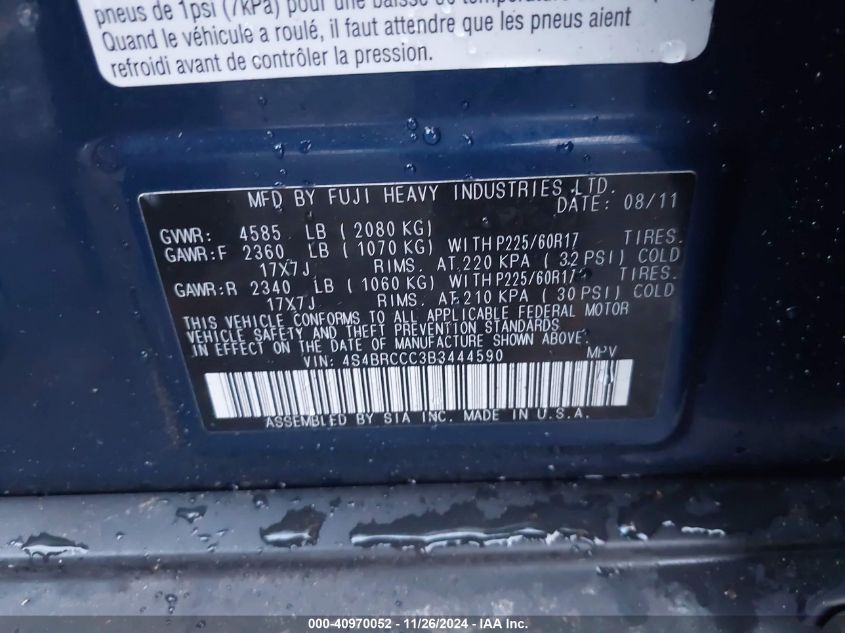 pneus de 1psi (7kPa) pour une baisse de température
Quand le véhicule a roulé, il faut attendre que les pneus aient
refroidi avant de contrôler la pression.
MFD BY FUJI HEAVY INDUSTRIES LTD.
DATE: 08/11
GVWR: 4585 LB ( 2080 KG)
GAWR:F 2360 LB ( 1070 KG) WITH P225/60R17 TIRES.
17X7J RIMS. AT 220 KPA ( 32 PSI) COLD
GAWR:R 2340 LB ( 1060 KG) WITH P225/60R17 TIRES.
17X7J RIMS. AT 210 KPA ( 30 PSI) COLD
THIS VEHICLE CONFORMS TO ALL APPLICABLE FEDERAL MOTOR
VEHICLE SAFETY AND THEFT PREVENTION STANDARDS
IN EFFECT ON THE DATE OF MANUFACTURE SHOWN ABOVE.
VIN: 4S4BRCCC3B3444590 MPV
ASSEMBLED BY SIA INC. MADE IN U.S.A.
000-40970052 - 11/26/2024 - IAA Inc.